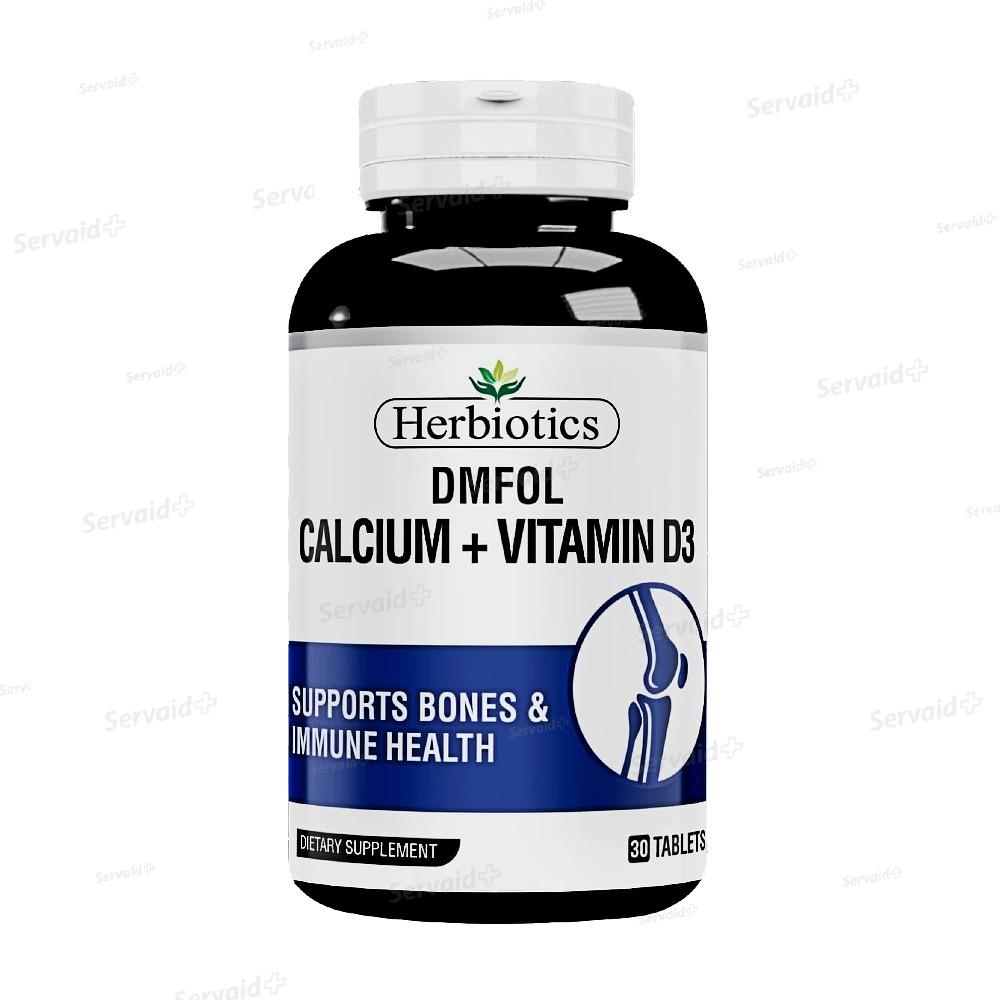 Herbiotics
DMFOL
CALCIUM + VITAMIN D3
SUPPORTS BONES &
IMMUNE HEALTH
DIETARY SUPPLEMENT
30 TABLETS
Servaid